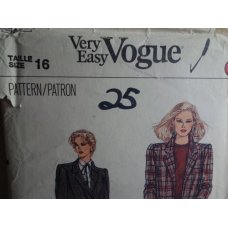 TAILLE
SIZE 16
Very Easy Vogue
PATTERN/PATRON
25